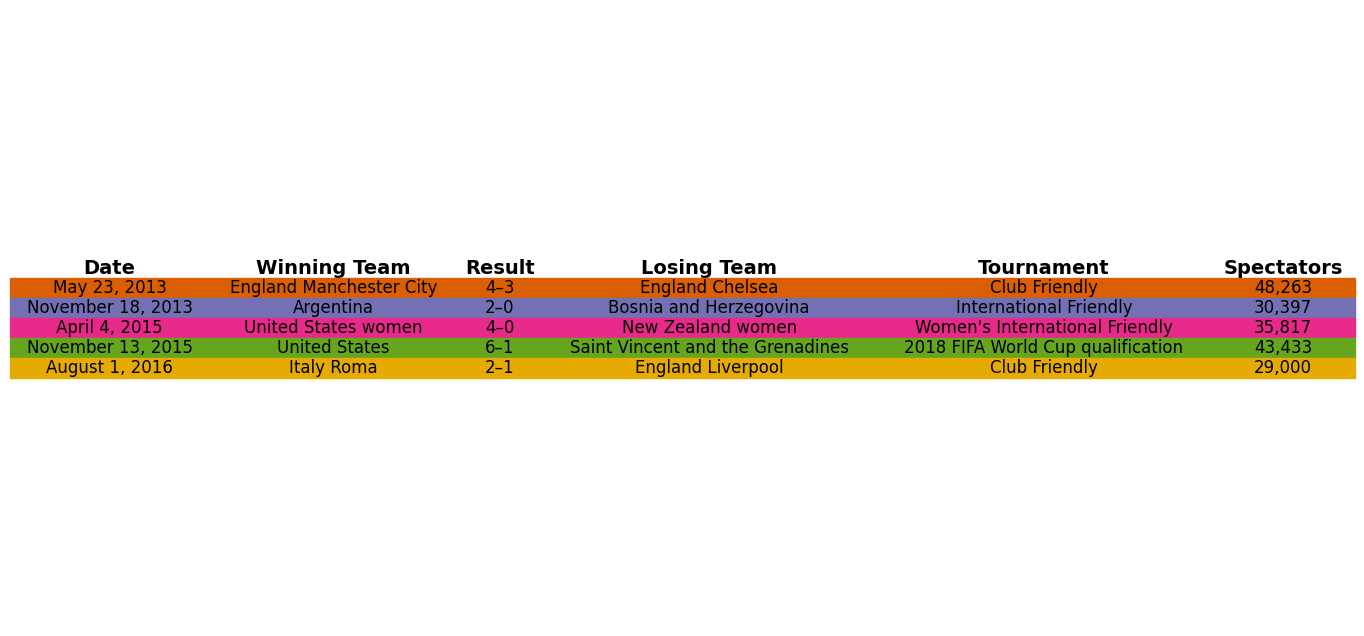 Date Winning Team Result Losing Team Tournament Spectators
May 23, 2013 England Manchester City 4–3 England Chelsea Club Friendly 48,263
November 18, 2013 Argentina 2–0 Bosnia and Herzegovina International Friendly 30,397
April 4, 2015 United States women 4–0 New Zealand women Women's International Friendly 35,817
November 13, 2015 United States 6–1 Saint Vincent and the Grenadines 2018 FIFA World Cup qualification 43,433
August 1, 2016 Italy Roma 2–1 England Liverpool Club Friendly 29,000